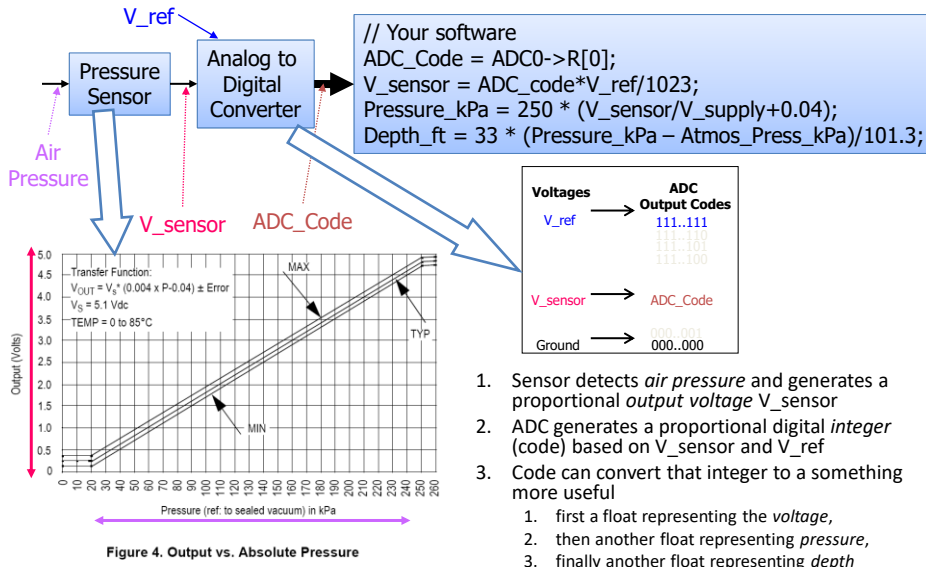 V_ref
Pressure
Sensor
Analog to
Digital
Converter
// Your software
ADC_Code = ADC0->R[0];
V_sensor = ADC_code*V_ref/1023;
Pressure_kPa = 250 * (V_sensor/V_supply+0.04);
Depth_ft = 33 * (Pressure_kPa – Atmos_Press_kPa)/101.3;
Air
Pressure
V_sensor
ADC_Code
Voltages
ADC
Output Codes
V_ref
111..111
111..110
111..101
111..100
V_sensor
ADC_Code
000..001
Ground
000..000
Output (Volts)
5.0
4.5
4.0
3.5
3.0
2.5
2.0
1.5
1.0
0.5
0
Transfer Function:
VOUT = Vs* (0.004 x P-0.04) ± Error
VS = 5.1 Vdc
TEMP = 0 to 85°C
MAX
TYP
MIN
0 10 20 30 40 50 60 70 80 90 100 110 120 130 140 150 160 170 180 190 200 210 220 230 240 250 260
Pressure (ref: to sealed vacuum) in kPa
Figure 4. Output vs. Absolute Pressure
1. Sensor detects air pressure and generates a
proportional output voltage V_sensor
2. ADC generates a proportional digital integer
(code) based on V_sensor and V_ref
3. Code can convert that integer to a something
more useful
1. first a float representing the voltage,
2. then another float representing pressure,
3. finally another float representing depth